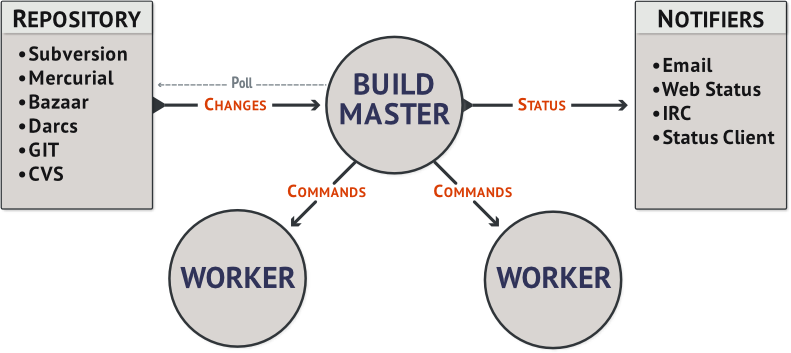 REPOSITORY
•Subversion
•Mercurial
•Bazaar
•Darcs
•GIT
•CVS
Poll
CHANGES
BUILD
MASTER
STATUS
NOTIFIERS
•Email
•Web Status
•IRC
•Status Client
COMMANDS
COMMANDS
WORKER
WORKER